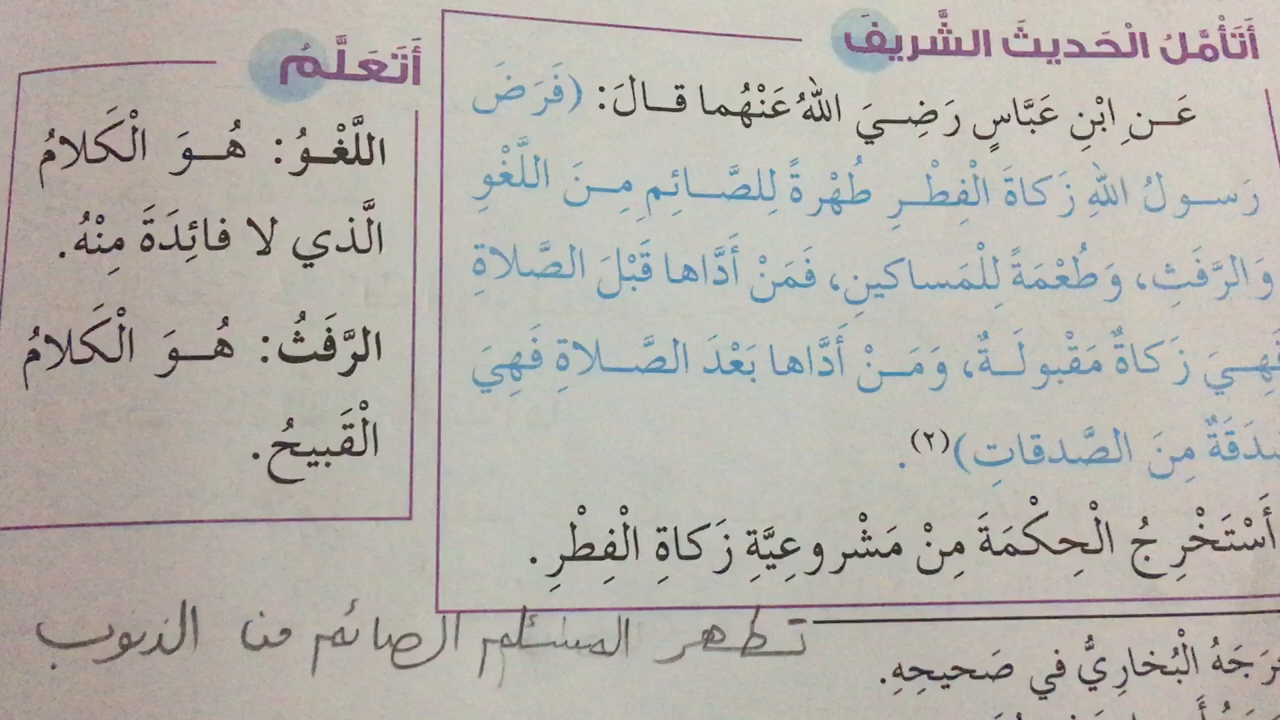 أَتَأَمَّلُ الْحَديثَ الشَّريفَ
عَنِ ابْنِ عَبَّاسٍ رَضِيَ اللهُ عَنْهُما قالَ: (فَرَضَ
رَسولُ اللهِ زَكاةَ الْفِطْرِ طُهْرَةً لِلصَّائِمِ مِنَ اللَّغْوِ
وَالرَّفَثِ، وَطُعْمَةً لِلْمَساكينِ، فَمَنْ أَدَّاها قَبْلَ الصَّلاةِ
فَهِيَ زَكاةٌ مَقْبولَةٌ، وَمَنْ أَدَّاها بَعْدَ الصَّلاةِ فَهِيَ
صَدَقَةٌ مِنَ الصَّدقاتِ)(٢).
أَسْتَخْرِجُ الْحِكْمَةَ مِنْ مَشْروعِيَّةِ زَكاةِ الْفِطْرِ.
أَتَعَلَّمُ
اللَّغْوُ: هُوَ الْكَلامُ
الَّذي لا فائِدَةَ مِنْهُ.
الرَّفَثُ: هُوَ الْكَلامُ
الْقَبيحُ.
تطهر المسلم الصائم من الذنوب
رَجَهُ الْبُخارِيُّ في صَحيحِهِ.